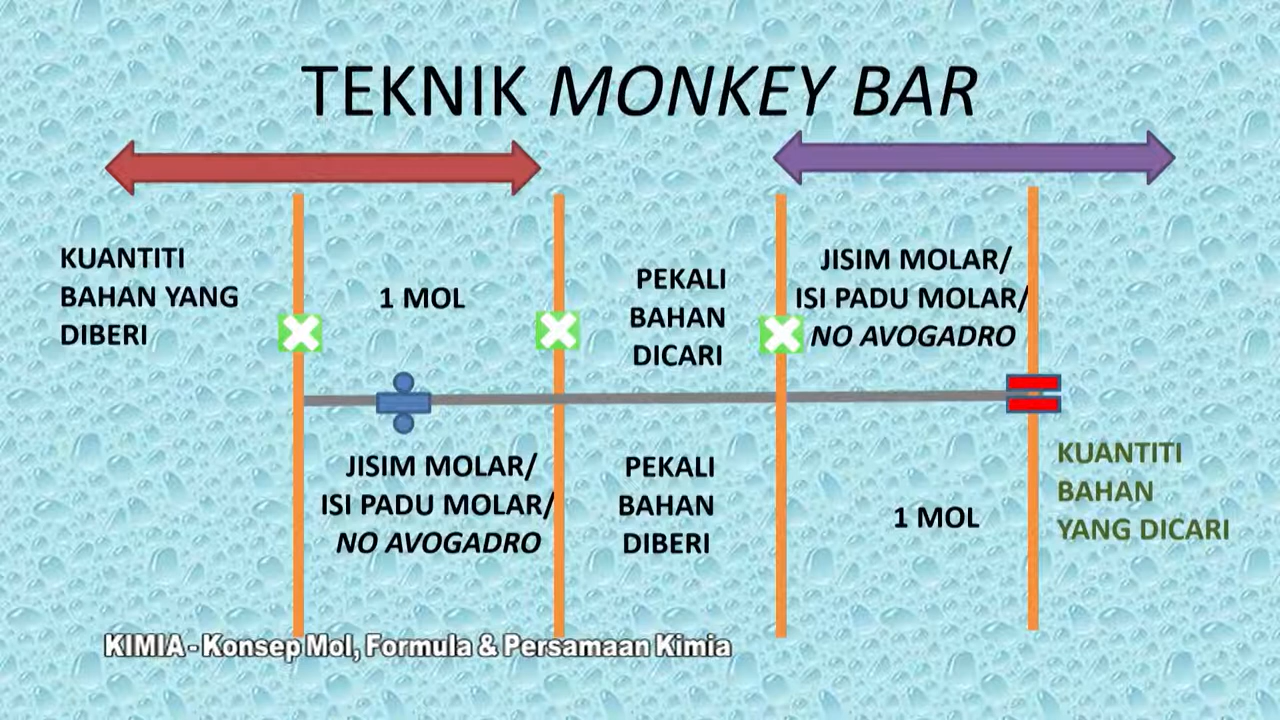 TEKNIK MONKEY BAR
KUANTITI
BAHAN YANG
DIBERI
1 MOL
PEKALI
BAHAN
DICARI
JISIM MOLAR/
ISI PADU MOLAR/
NO AVOGADRO
JISIM MOLAR/
ISI PADU MOLAR/
NO AVOGADRO
PEKALI
BAHAN
DIBERI
1 MOL
KUANTITI
BAHAN
YANG DICARI
KIMIA - Konsep Mol, Formula & Persamaan Kimia